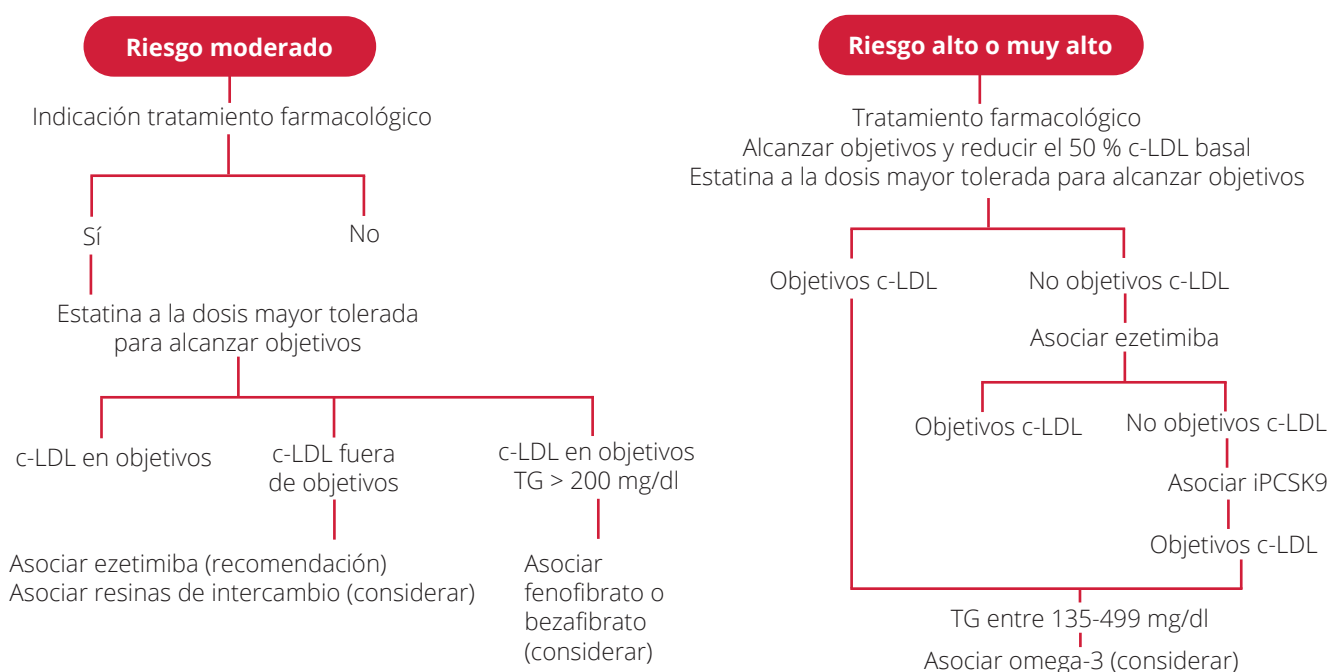 Riesgo moderado
Indicación tratamiento farmacológico
Sí
No
Estatina a la dosis mayor tolerada
para alcanzar objetivos
c-LDL en objetivos
c-LDL fuera
de objetivos
c-LDL en objetivos
TG > 200 mg/dl
Asociar ezetimiba (recomendación)
Asociar resinas de intercambio (considerar)
Asociar
fenofibrato o
bezafibrato
(considerar)
Riesgo alto o muy alto
Tratamiento farmacológico
Alcanzar objetivos y reducir el 50 % c-LDL basal
Estatina a la dosis mayor tolerada para alcanzar objetivos
Objetivos c-LDL
No objetivos c-LDL
Asociar ezetimiba
Objetivos c-LDL
No objetivos c-LDL
Asociar iPCSK9
Objetivos c-LDL
TG entre 135-499 mg/dl
Asociar omega-3 (considerar)